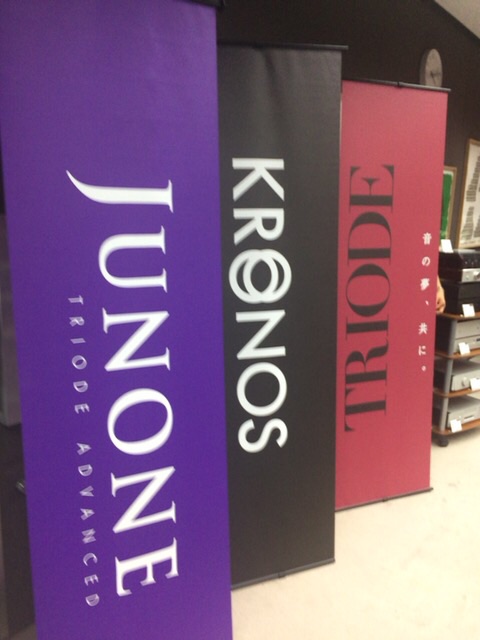 JUNONE
TRIODE ADVANCED
KRONOS
TRIODE
音の夢、共に。